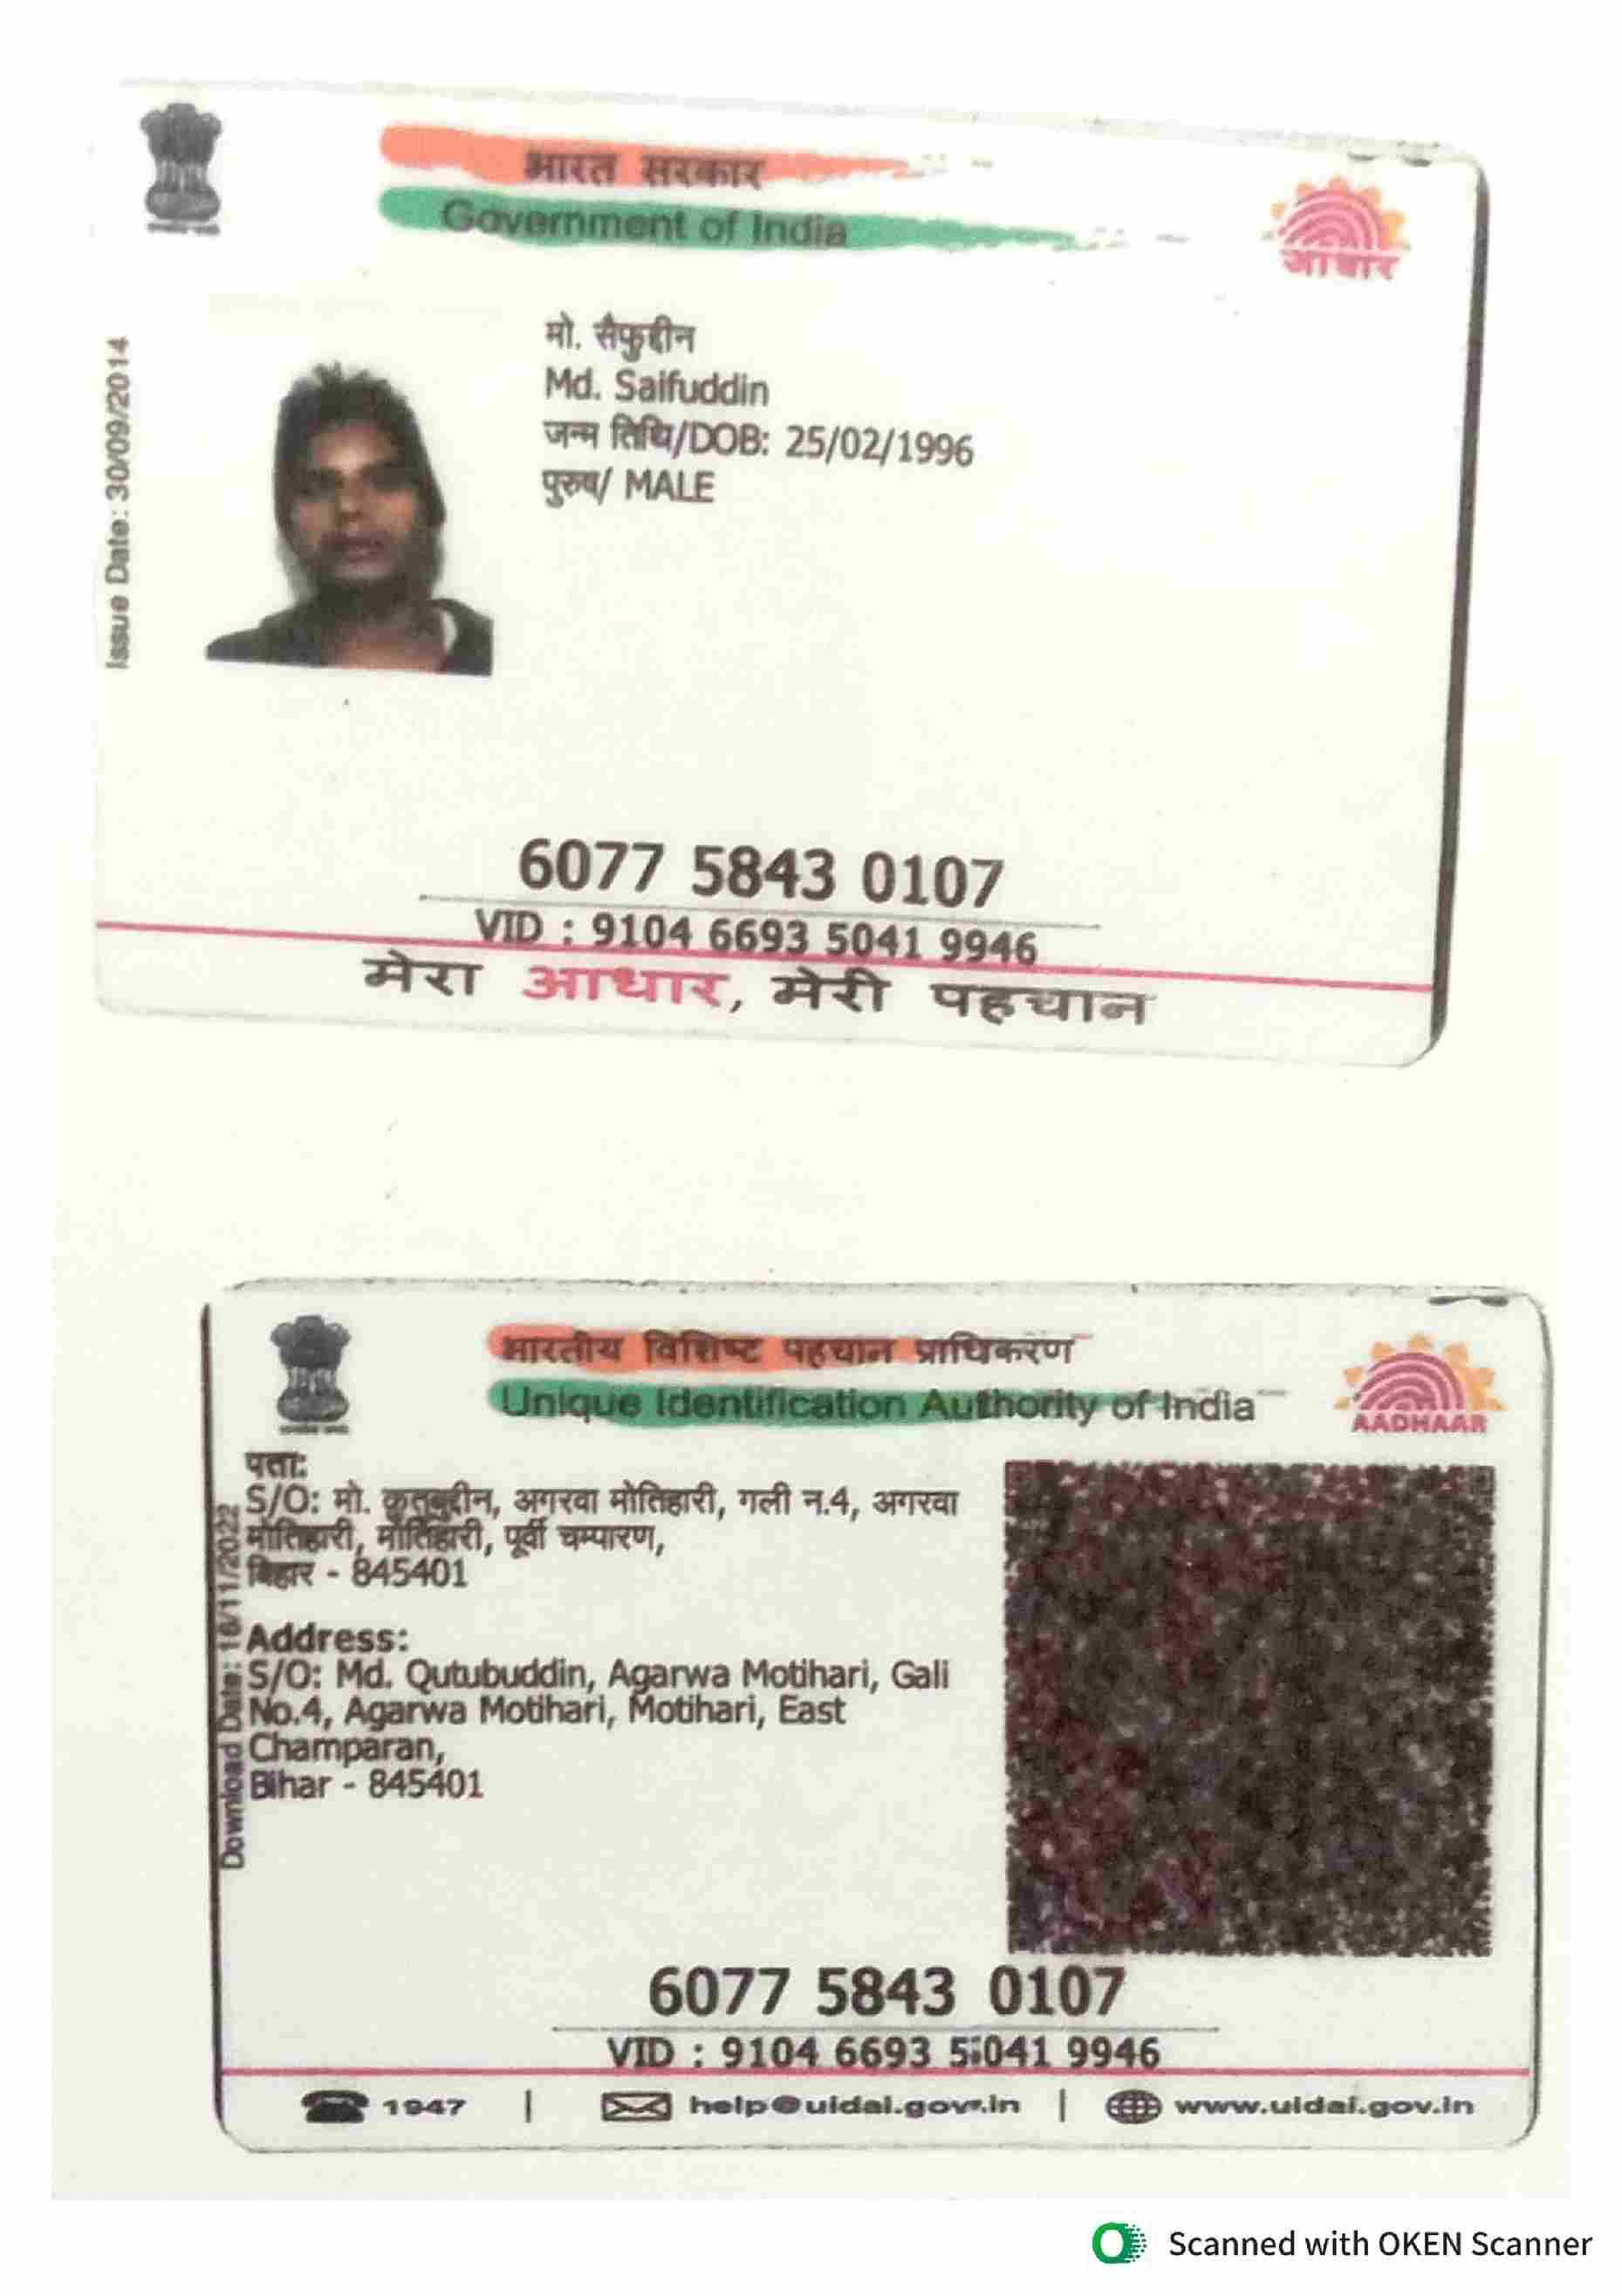 भारत सरकार
Government of India
आधार
Issue Date: 30/09/2014
मो. सैफुद्दीन
Md. Saifuddin
जन्म तिथि/DOB: 25/02/1996
पुरुष/ MALE
6077 5843 0107
VID : 9104 6693 5041 9946
मेरा आधार, मेरी पहचान
भारतीय विशिष्ट पहचान प्राधिकरण
Unique Identification Authority of India
AADHAAR
Download Date: 16/11/2022
पता:
S/O: मो. कुतुबुद्दीन, अगरवा मोतिहारी, गली न.4, अगरवा
मोतिहारी, मोतिहारी, पूर्वी चम्पारण,
बिहार - 845401
Address:
S/O: Md. Qutubuddin, Agarwa Motihari, Gali
No.4, Agarwa Motihari, Motihari, East
Champaran,
Bihar - 845401
6077 5843 0107
VID : 9104 6693 5041 9946
1947 | help@uidai.gov.in | www.uidai.gov.in
Scanned with OKEN Scanner